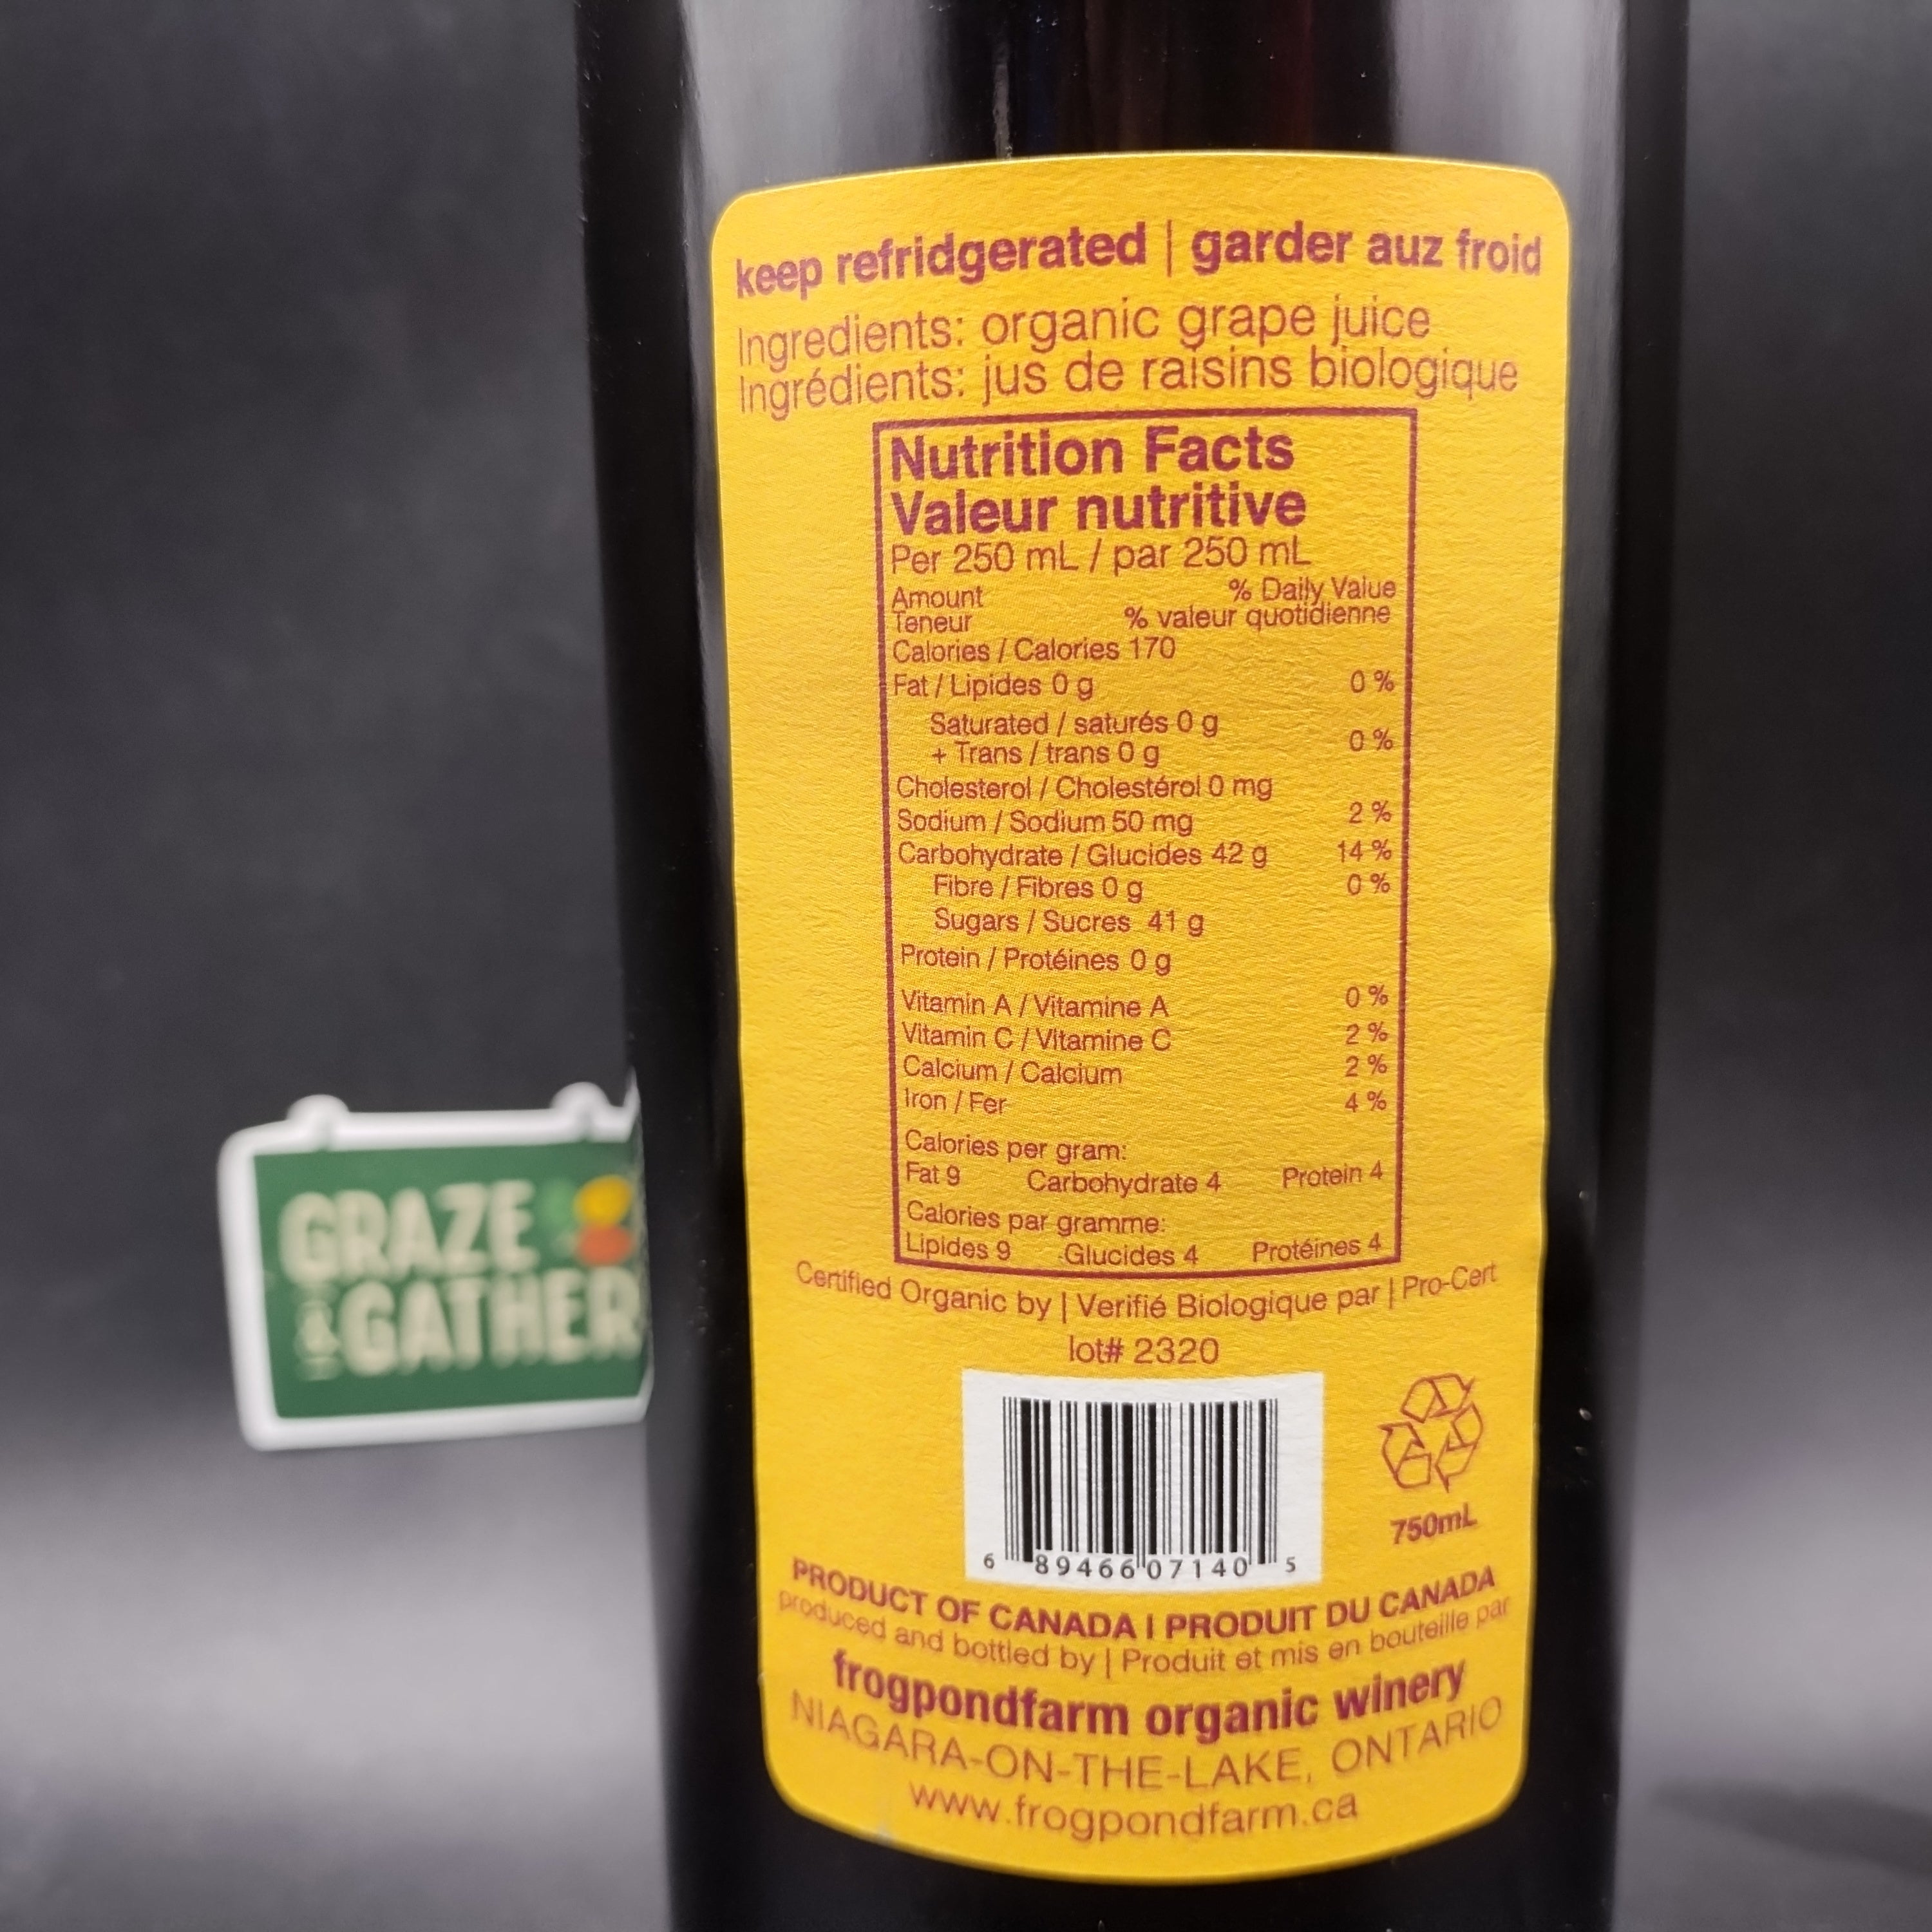 keep refridgerated | garder auz froid
Ingredients: organic grape juice
Ingrédients: jus de raisins biologique
Nutrition Facts
Valeur nutritive
Per 250 mL / par 250 mL
Amount % Daily Value
Teneur % valeur quotidienne
Calories / Calories 170
Fat / Lipides 0 g 0 %
Saturated / saturés 0 g
+ Trans / trans 0 g 0 %
Cholesterol / Cholestérol 0 mg
Sodium / Sodium 50 mg 2 %
Carbohydrate / Glucides 42 g 14 %
Fibre / Fibres 0 g 0 %
Sugars / Sucres 41 g
Protein / Protéines 0 g
Vitamin A / Vitamine A 0 %
Vitamin C / Vitamine C 2 %
Calcium / Calcium 2 %
Iron / Fer 4 %
Calories per gram:
Fat 9 Carbohydrate 4 Protein 4
Calories par gramme:
Lipides 9 Glucides 4 Protéines 4
Certified Organic by | Verifié Biologique par | Pro-Cert
lot# 2320
6 89466 07140 5
750mL
PRODUCT OF CANADA I PRODUIT DU CANADA
produced and bottled by | Produit et mis en bouteille par
frogpondfarm organic winery
NIAGARA-ON-THE-LAKE, ONTARIO
www.frogpondfarm.ca
GRAZE
&GATHER